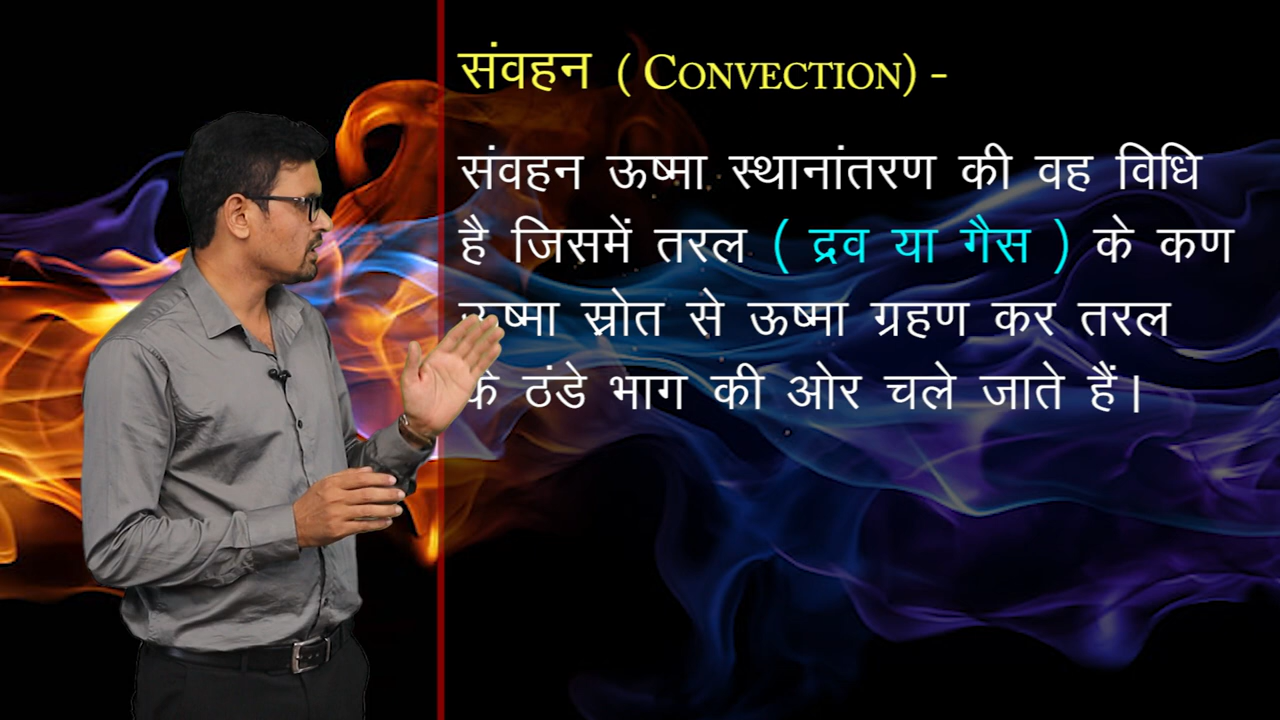 संवहन ( CONVECTION) -
संवहन ऊष्मा स्थानांतरण की वह विधि
है जिसमें तरल ( द्रव या गैस ) के कण
ऊष्मा स्रोत से ऊष्मा ग्रहण कर तरल
के ठंडे भाग की ओर चले जाते हैं।